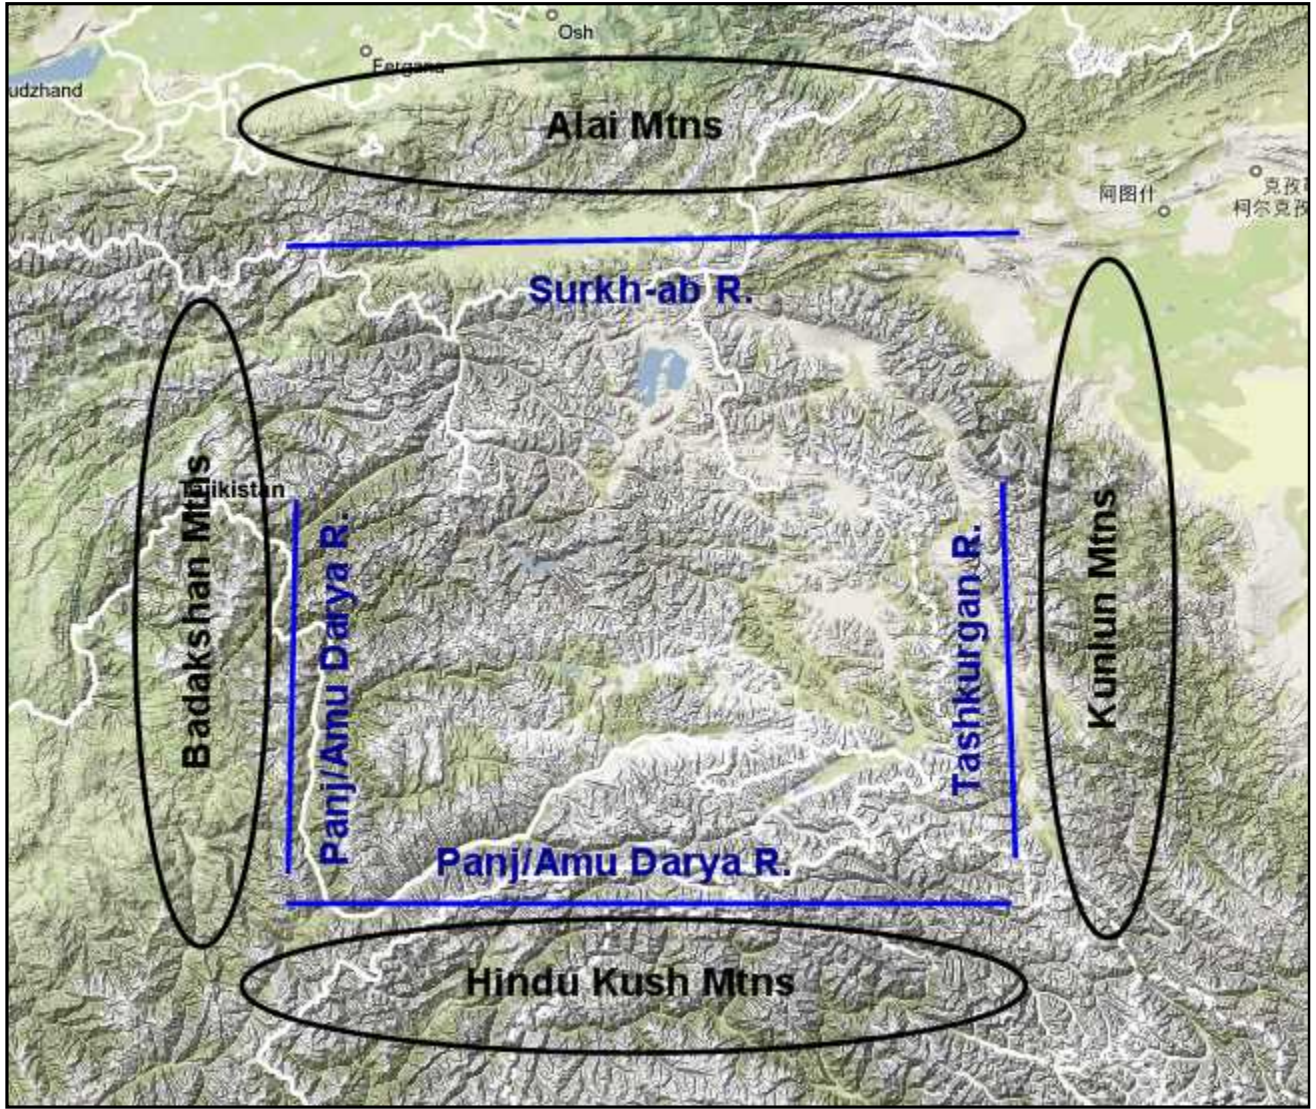 Osh
Fergana
udzhand
Alai Mtns
阿图什
克孜
柯尔克孜
Surkh-ab R.
Tajikistan
Badakshan Mtns
Panj/Amu Darya R.
Tashkurgan R.
Kunlun Mtns
Panj/Amu Darya R.
Hindu Kush Mtns